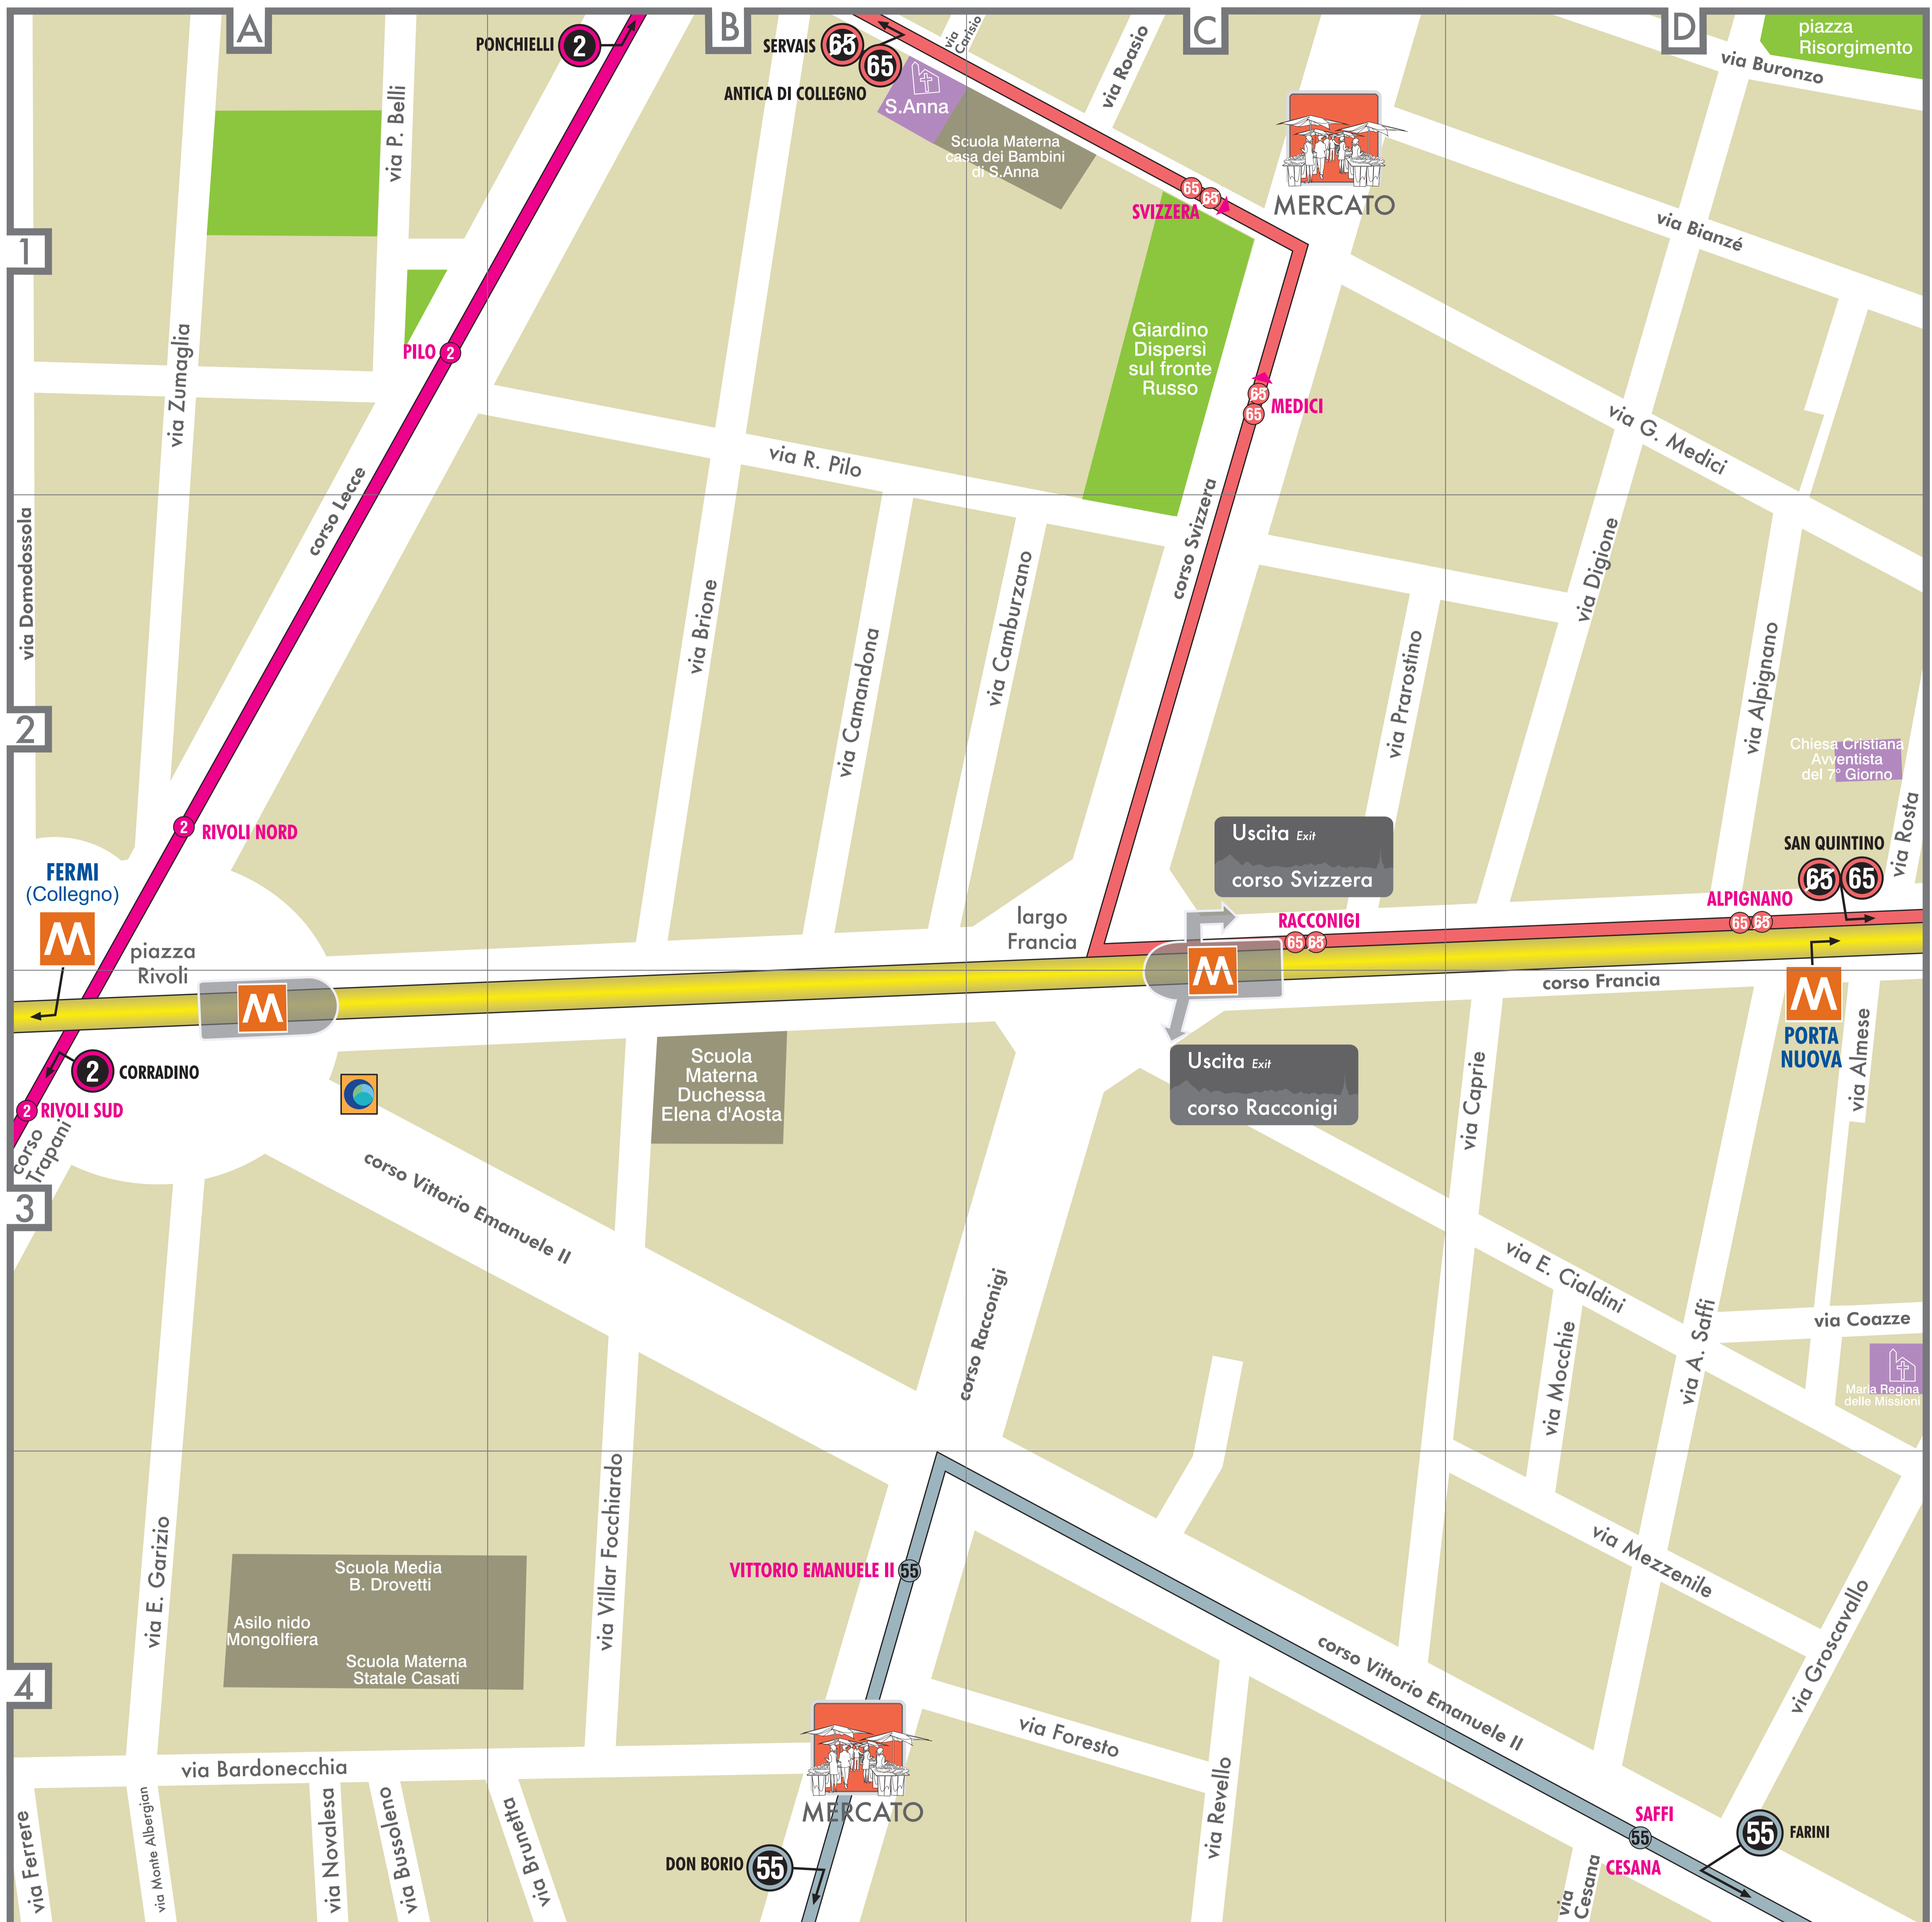 A
B
C
D
1
2
3
4
PONCHIELLI
2
SERVAIS
65
65
ANTICA DI COLLEGNO
via
Carisio
via Roasio
via Buronzo
piazza
Risorgimento
S.Anna
Scuola Materna
casa dei Bambini
di S.Anna
via P. Belli
65
65
SVIZZERA
MERCATO
via Bianzé
via Zumaglia
PILO
2
Giardino
Dispersì
sul fronte
Russo
65
65
MEDICI
via G. Medici
via R. Pilo
corso Lecce
corso Svizzera
via Domodossola
via Brione
via Camandona
via Camburzano
via Prarostino
via Digione
via Alpignano
Chiesa Cristiana
Avventista
del 7° Giorno
via Rosta
2
RIVOLI NORD
FERMI
(Collegno)
M
piazza
Rivoli
M
Uscita Exit
corso Svizzera
largo
Francia
RACCONIGI
65
65
M
SAN QUINTINO
65
65
ALPIGNANO
65
65
corso Francia
M
PORTA
NUOVA
via Almese
2
CORRADINO
2
RIVOLI SUD
corso
Trapani
Scuola
Materna
Duchessa
Elena d'Aosta
Uscita Exit
corso Racconigi
via Caprie
corso Vittorio Emanuele II
corso Racconigi
via E. Cialdini
via Mocchie
via A. Saffi
via Coazze
Maria Regina
delle Missioni
via E. Garizio
via Villar Focchiardo
Scuola Media
B. Drovetti
Asilo nido
Mongolfiera
Scuola Materna
Statale Casati
VITTORIO EMANUELE II
55
via Mezzenile
via Groscavallo
corso Vittorio Emanuele II
via Foresto
via Revello
via Bardonecchia
MERCATO
via Ferrere
via Monte Albergian
via Novalesa
via Bussoleno
via Brunetta
DON BORIO
55
SAFFI
55
CESANA
55
FARINI
via
Cesana